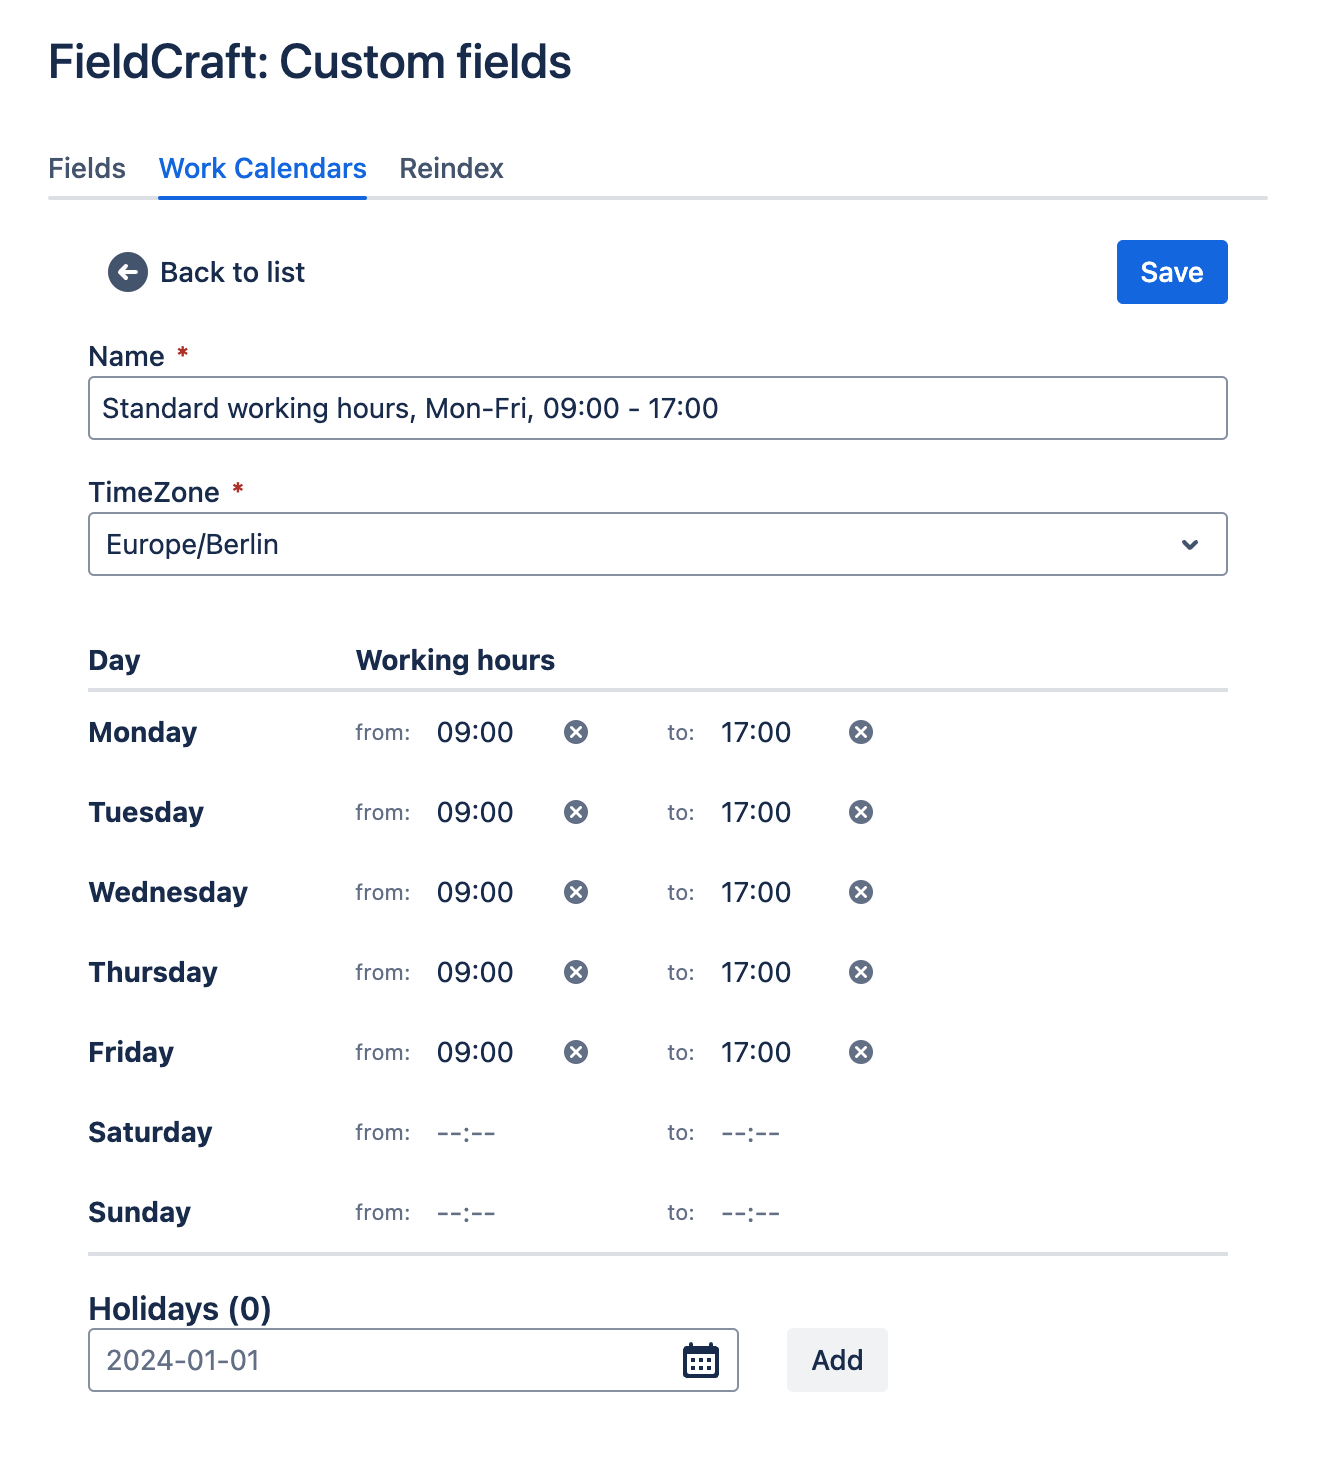 FieldCraft: Custom fields
Fields Work Calendars Reindex
Back to list Save
Name *
Standard working hours, Mon-Fri, 09:00 - 17:00
TimeZone *
Europe/Berlin
Day Working hours
Monday from: 09:00 to: 17:00
Tuesday from: 09:00 to: 17:00
Wednesday from: 09:00 to: 17:00
Thursday from: 09:00 to: 17:00
Friday from: 09:00 to: 17:00
Saturday from: --:-- to: --:--
Sunday from: --:-- to: --:--
Holidays (0)
2024-01-01 Add